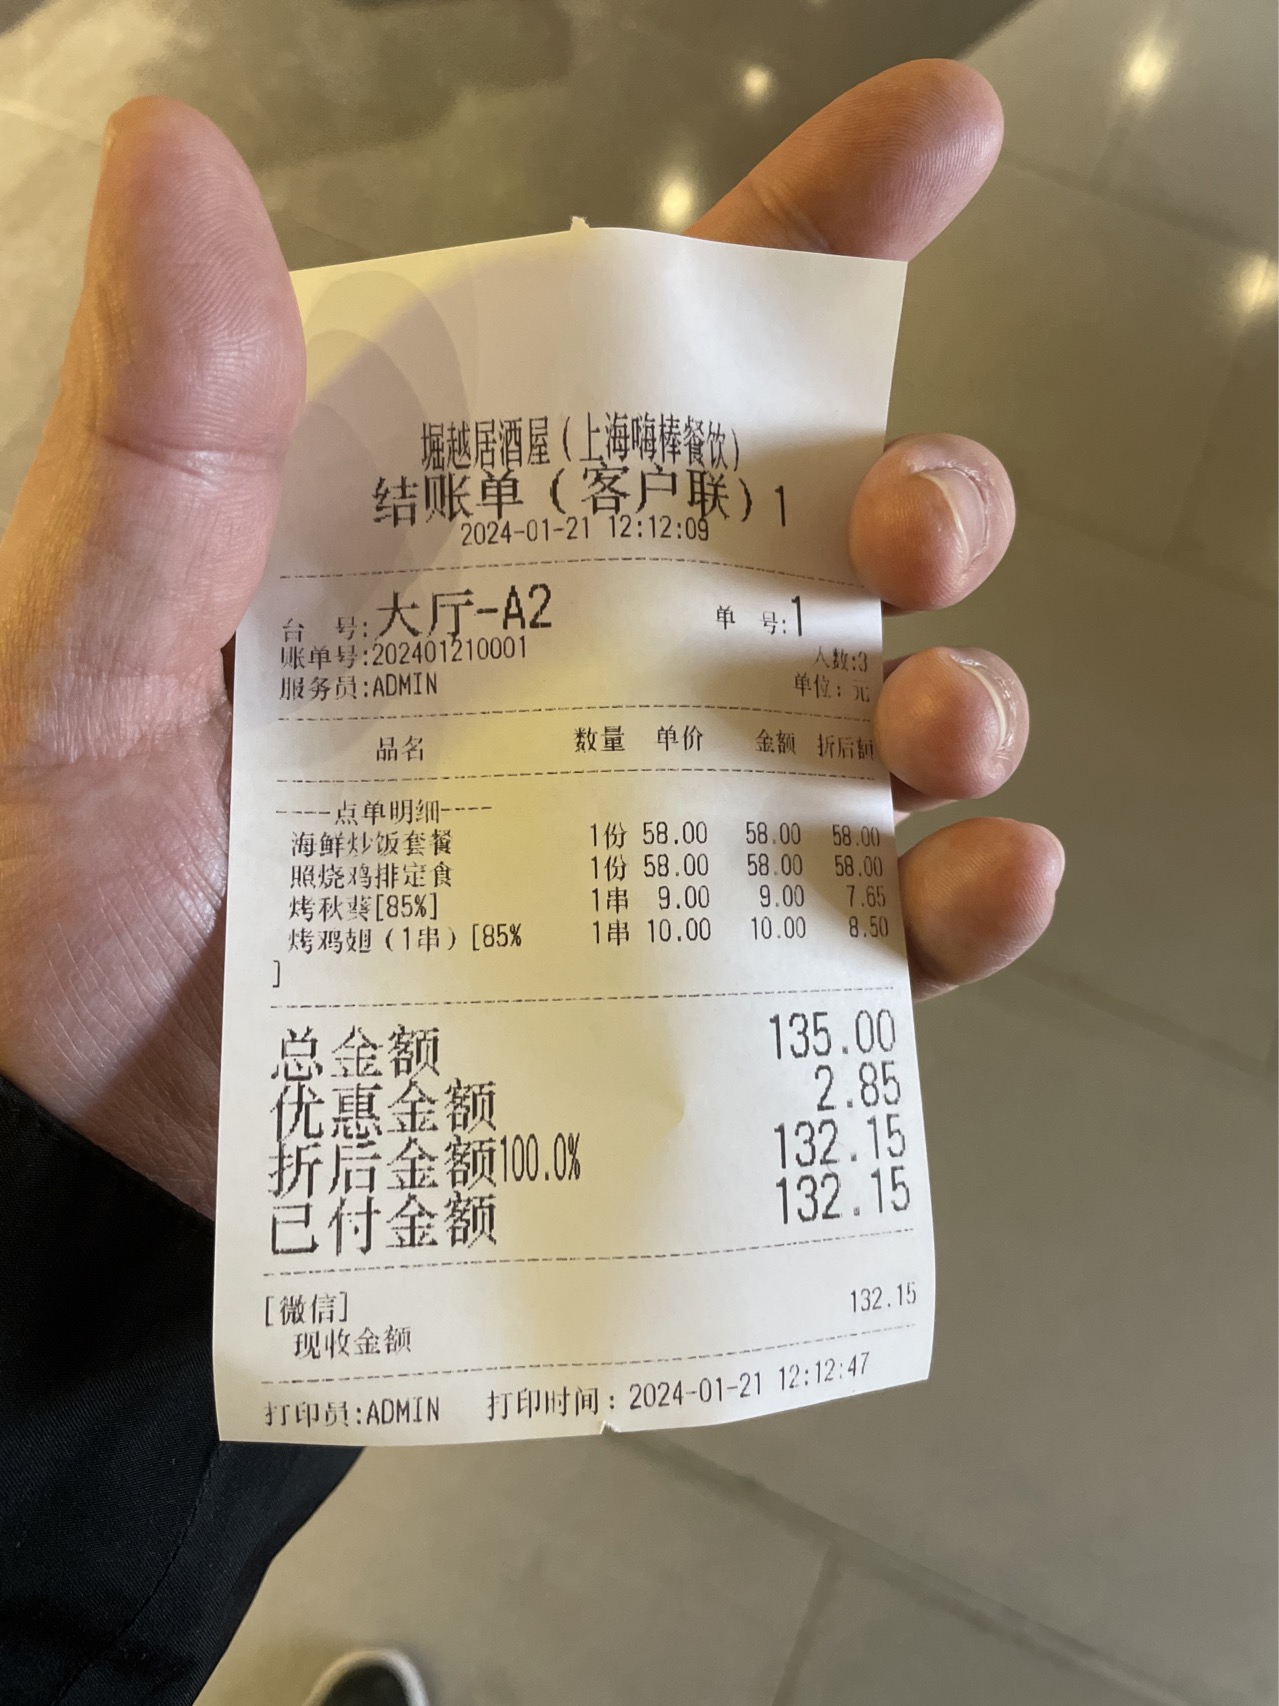 堀越居酒屋（上海嗨棒餐饮）
结账单（客户联）1
2024-01-21 12:12:09
台 号:大厅-A2 单 号:1
账单号:202401210001 人数:3
服务员:ADMIN 单位：元
品名 数量 单价 金额 折后额
----点单明细----
海鲜炒饭套餐 1份 58.00 58.00 58.00
照烧鸡排定食 1份 58.00 58.00 58.00
烤秋葵[85%] 1串 9.00 9.00 7.65
烤鸡翅（1串）[85% 1串 10.00 10.00 8.50
]
总金额 135.00
优惠金额 2.85
折后金额100.0% 132.15
已付金额 132.15
[微信] 132.15
现收金额
打印员:ADMIN 打印时间：2024-01-21 12:12:47